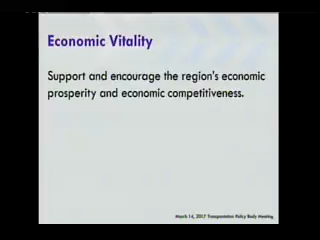 Economic Vitality
Support and encourage the region's economic
prosperity and economic competitiveness.
March 14, 2017 Transportation Policy Body Meeting